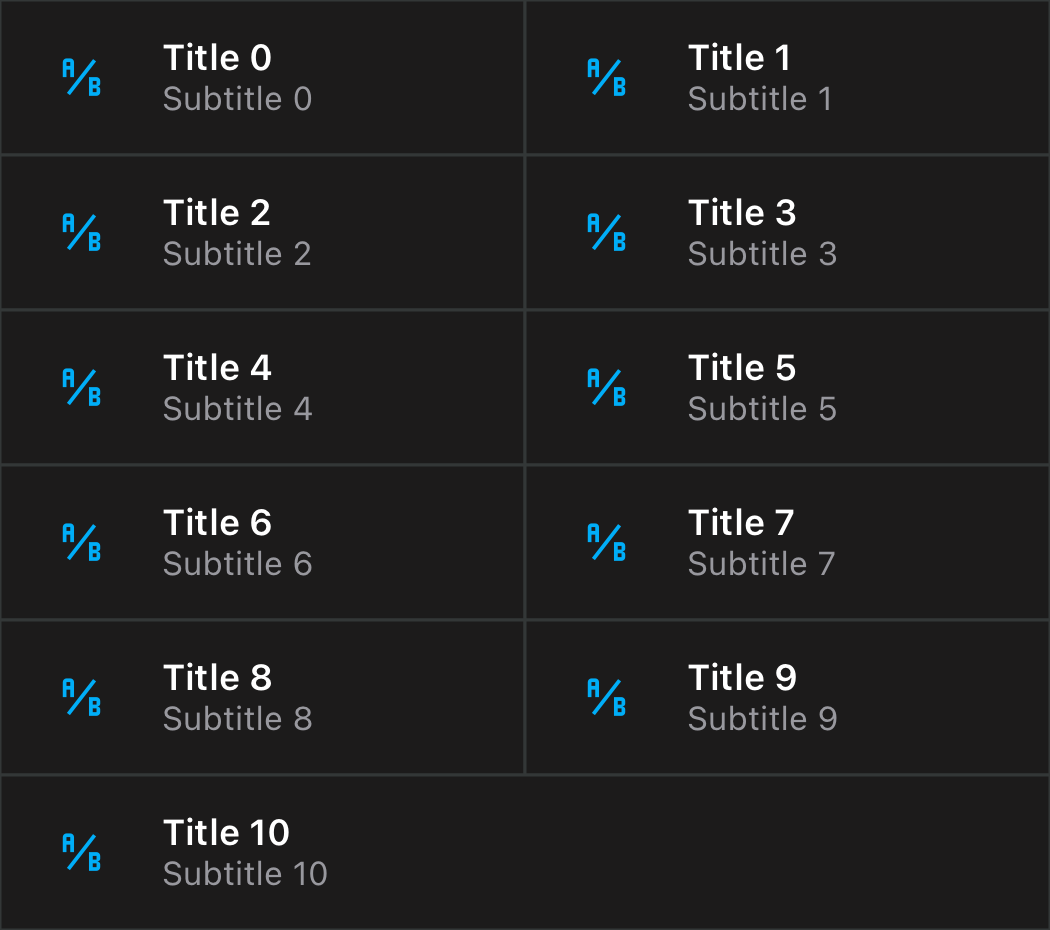 A/B
Title 0
Subtitle 0
A/B
Title 1
Subtitle 1
A/B
Title 2
Subtitle 2
A/B
Title 3
Subtitle 3
A/B
Title 4
Subtitle 4
A/B
Title 5
Subtitle 5
A/B
Title 6
Subtitle 6
A/B
Title 7
Subtitle 7
A/B
Title 8
Subtitle 8
A/B
Title 9
Subtitle 9
A/B
Title 10
Subtitle 10